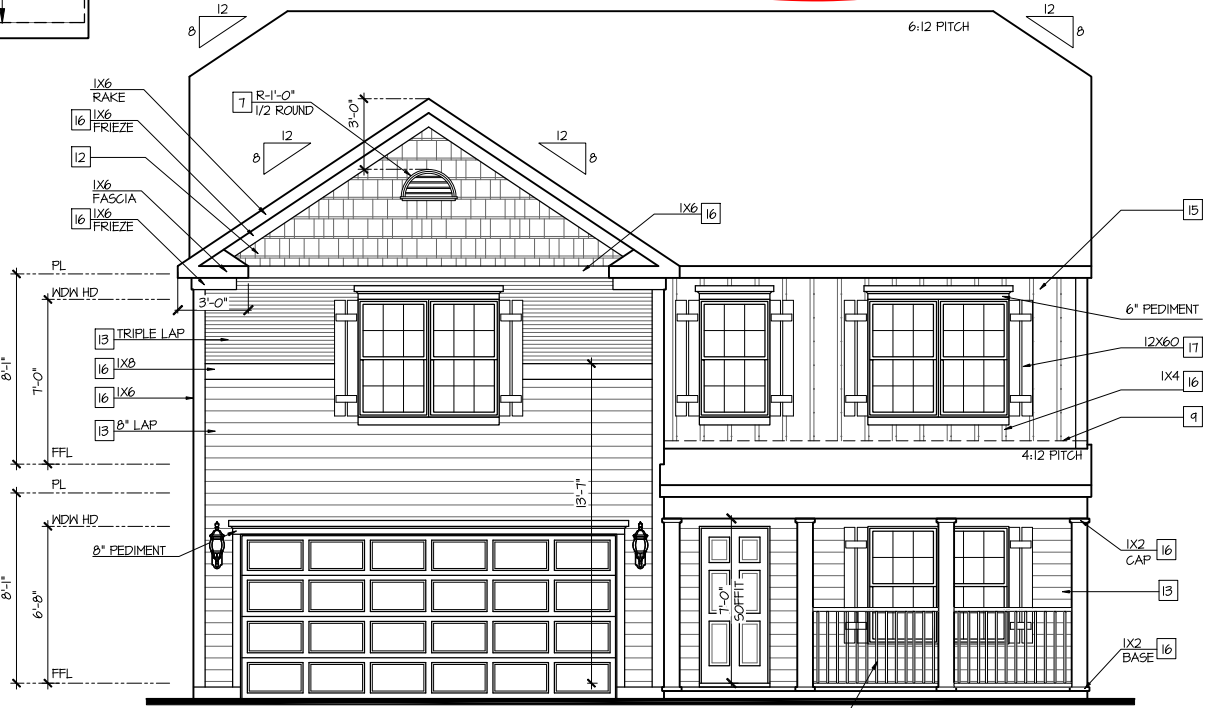 12
8
12
8
6:12 PITCH
1X6
RAKE
7
R-1'-0"
1/2 ROUND
3'-0"
16
1X6
FRIEZE
12
8
12
8
12
1X6
FASCIA
16
1X6
FRIEZE
1X6
16
15
PL
WDW HD
3'-0"
6" PEDIMENT
13
TRIPLE LAP
12X60
17
16
1X8
8'-1"
7'-0"
1X4
16
16
1X6
9
13
8" LAP
FFL
4:12 PITCH
PL
13'-7"
WDW HD
8" PEDIMENT
1X2
CAP
16
8'-1"
6'-8"
7'-0"
SOFFIT
13
1X2
BASE
16
FFL